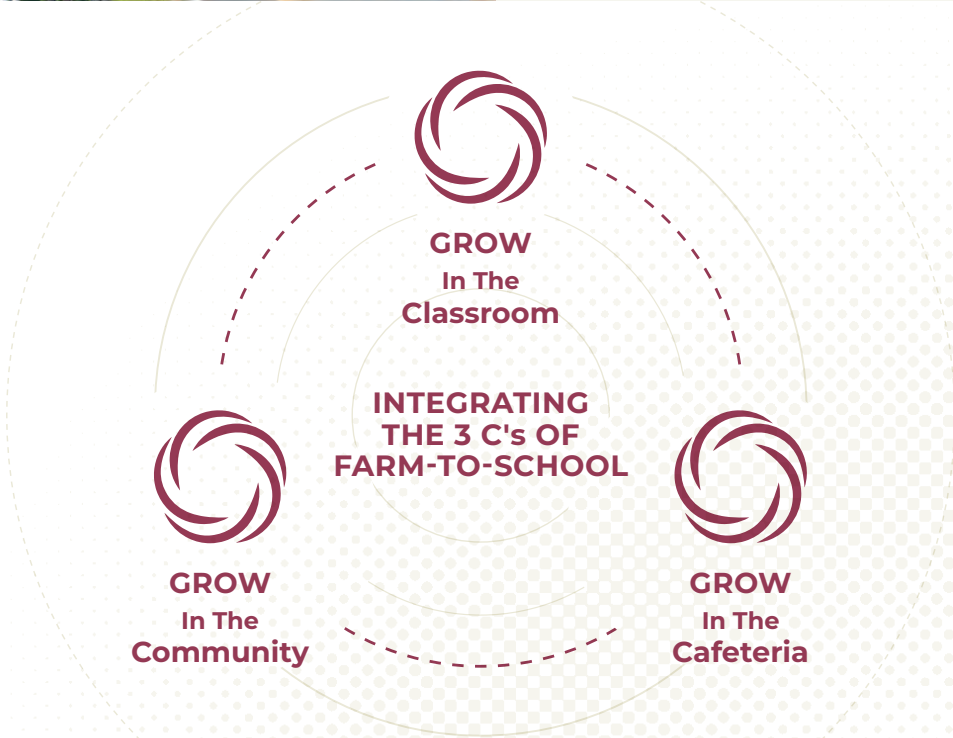 GROW
In The
Classroom
INTEGRATING
THE 3 C's OF
FARM-TO-SCHOOL
GROW
In The
Community
GROW
In The
Cafeteria